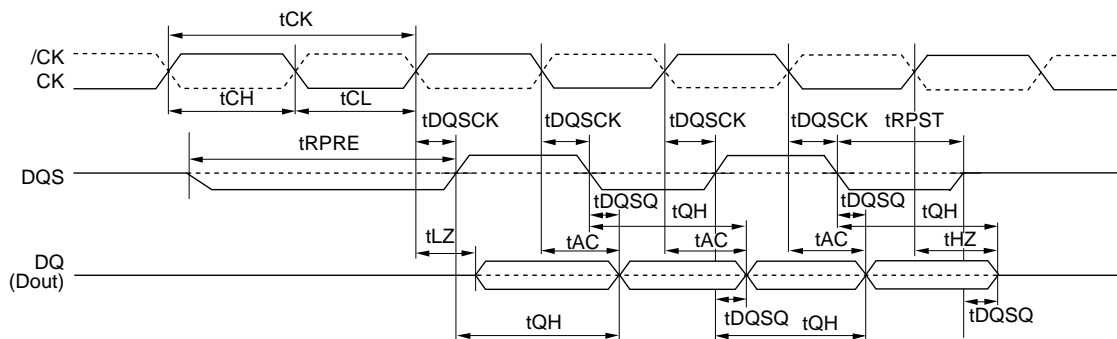 tCK
/CK
CK
tCH
tCL
tDQSCK
tDQSCK
tDQSCK
tDQSCK
tRPST
tRPRE
DQS
tDQSQ
tQH
tDQSQ
tQH
tLZ
tAC
tAC
tAC
tHZ
DQ
(Dout)
tDQSQ
tDQSQ
tQH
tQH